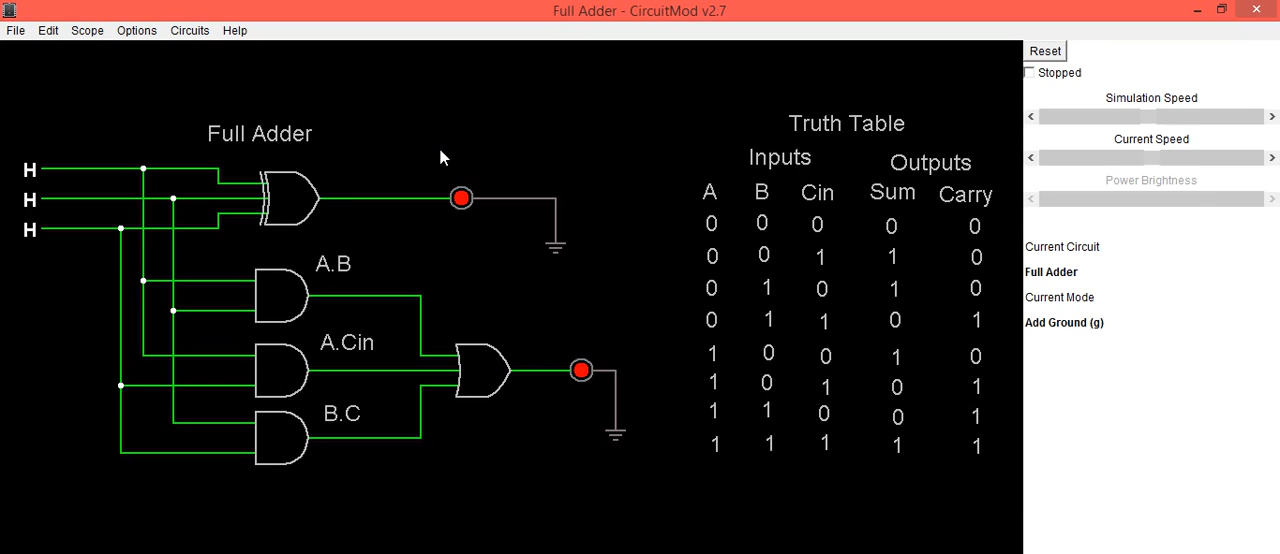 Full Adder - CircuitMod v2.7
File Edit Scope Options Circuits Help
Reset
Stopped
Simulation Speed
Current Speed
Power Brightness
Current Circuit
Full Adder
Current Mode
Add Ground (g)
Full Adder
H
H
H
A.B
A.Cin
B.C
Truth Table
Inputs Outputs
A B Cin Sum Carry
0 0 0 0 0
0 0 1 1 0
0 1 0 1 0
0 1 1 0 1
1 0 0 1 0
1 0 1 0 1
1 1 0 0 1
1 1 1 1 1